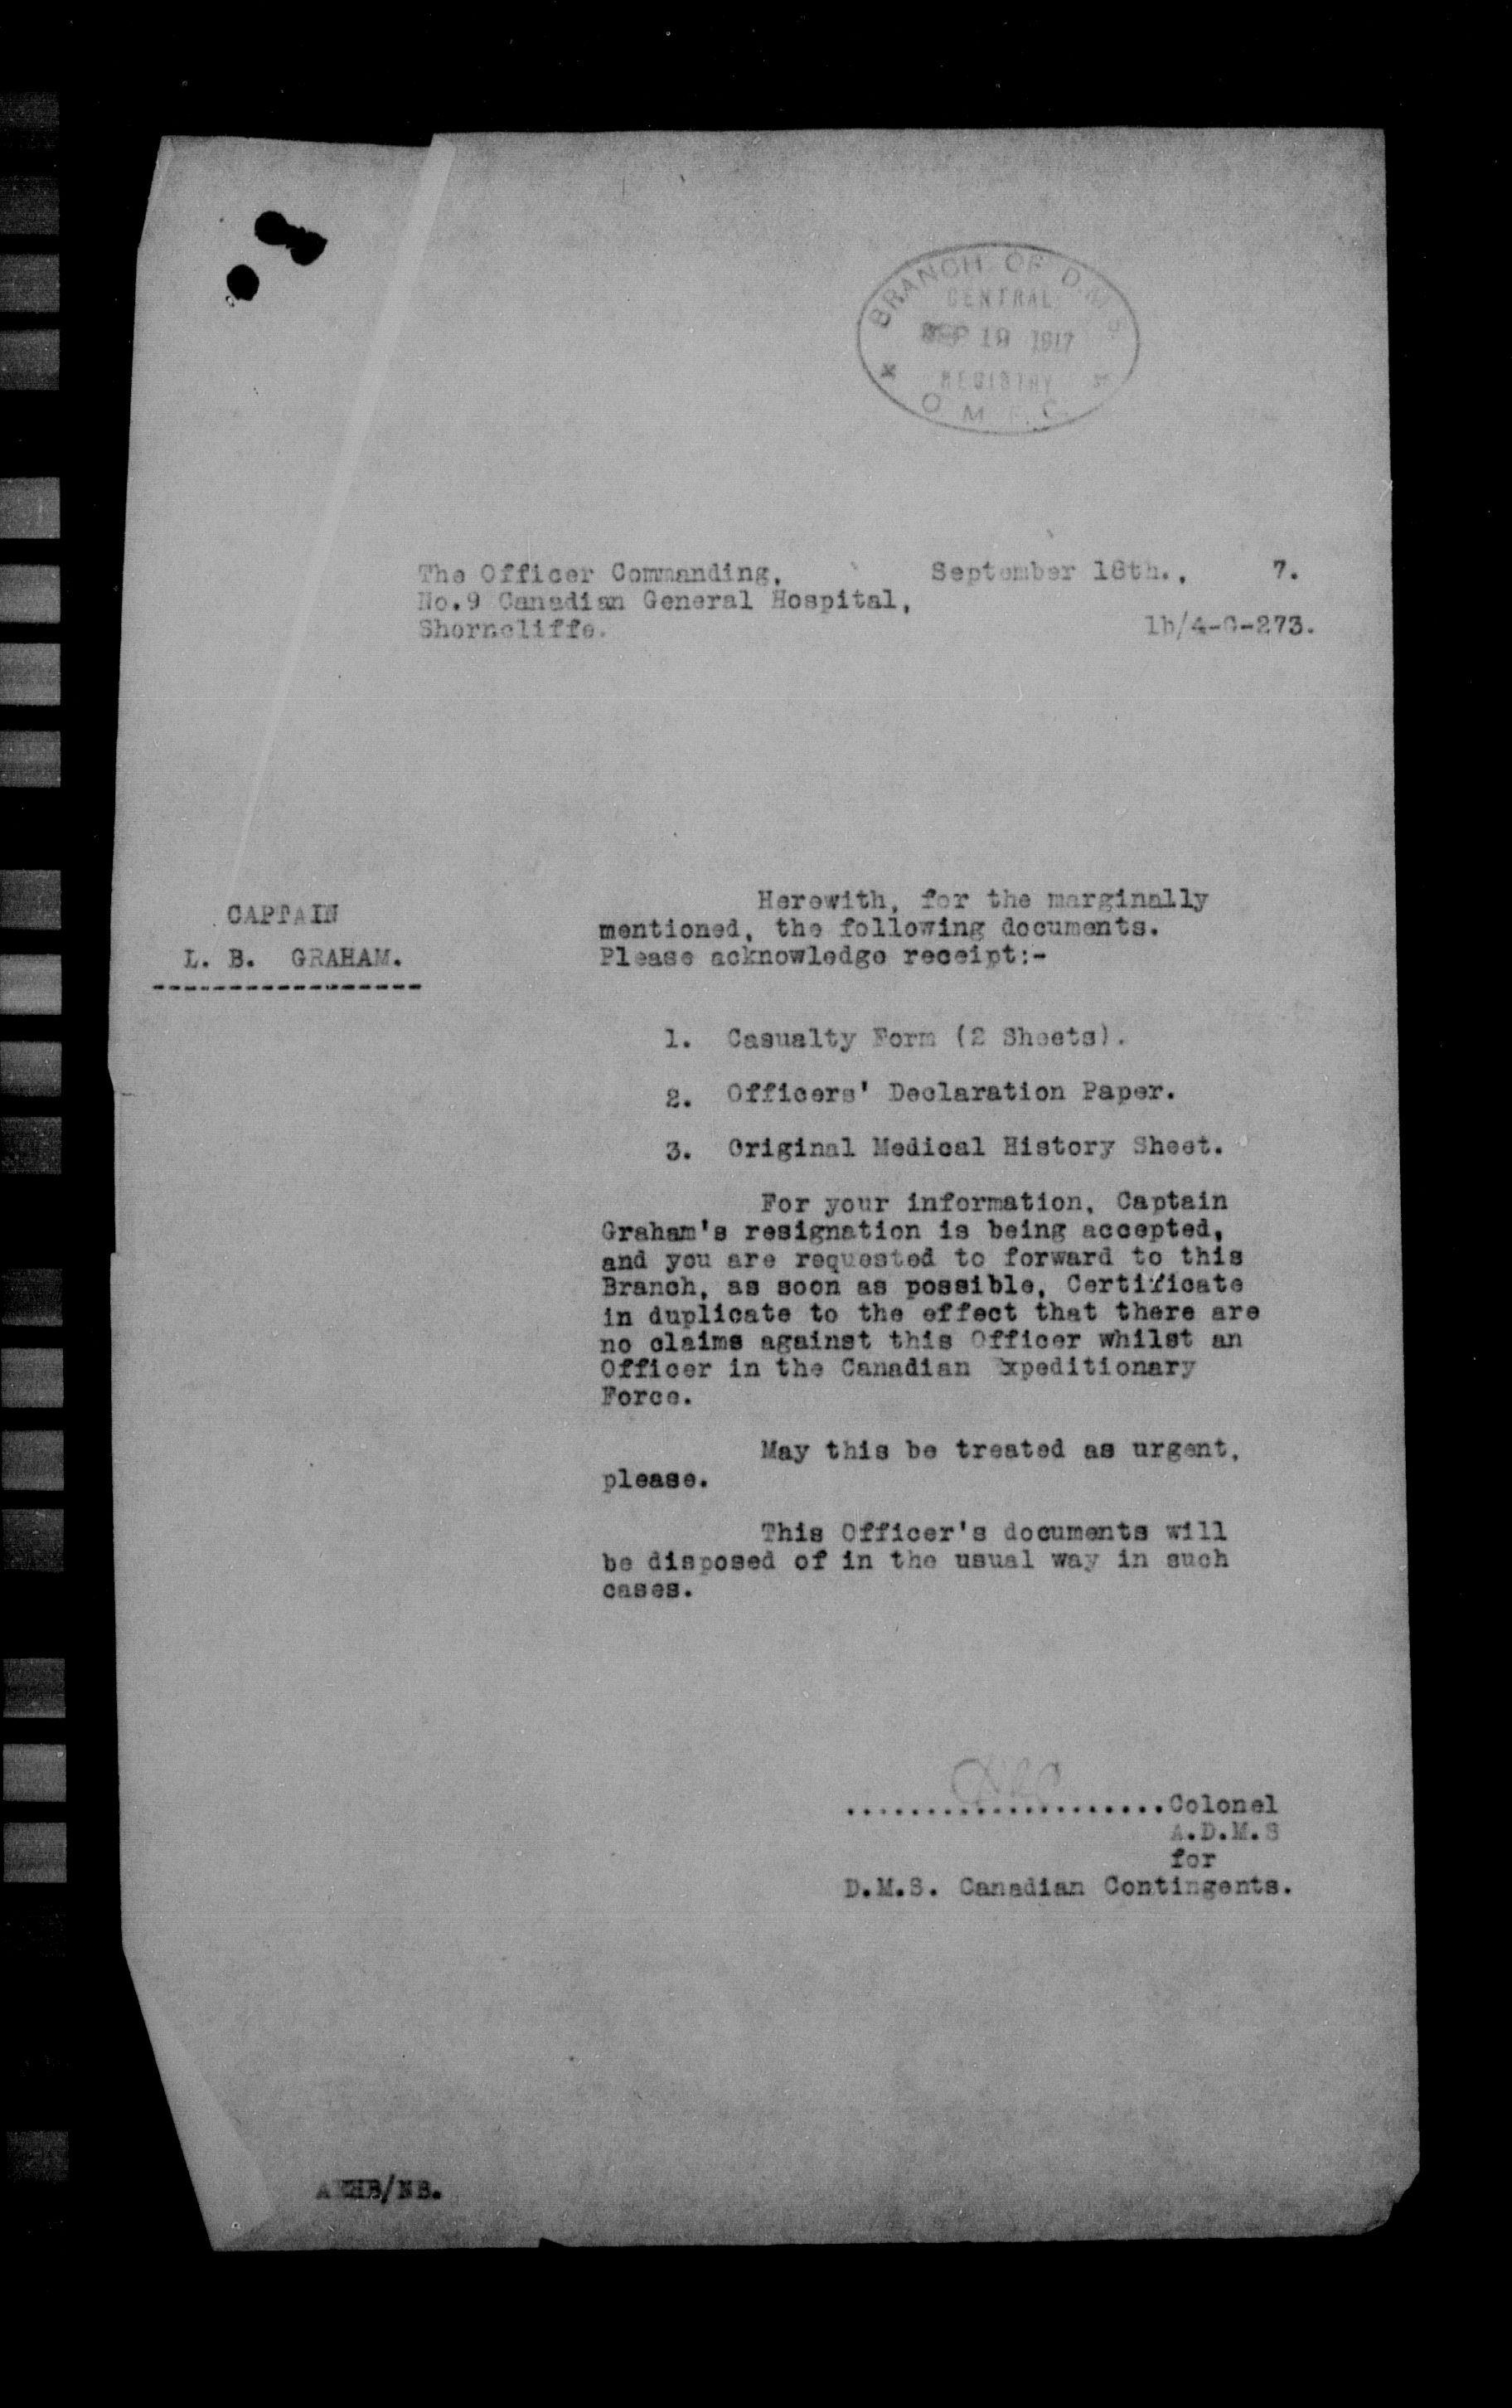 BRANCH OF D.M.S.
CENTRAL
SEP 19 1917
REGISTRY
O.M.F.C.
The Officer Commanding, September 18th., 7.
No.9 Canadian General Hospital,
Shorncliffe. 1b/4-G-273.
CAPTAIN
L. B. GRAHAM.
Herewith, for the marginally
mentioned, the following documents.
Please acknowledge receipt:-
1. Casualty Form (2 Sheets).
2. Officers' Declaration Paper.
3. Original Medical History Sheet.
For your information, Captain
Graham's resignation is being accepted,
and you are requested to forward to this
Branch, as soon as possible, Certificate
in duplicate to the effect that there are
no claims against this Officer whilst an
Officer in the Canadian Expeditionary
Force.
May this be treated as urgent,
please.
This Officer's documents will
be disposed of in the usual way in such
cases.
....................Colonel
A.D.M.S
for
D.M.S. Canadian Contingents.